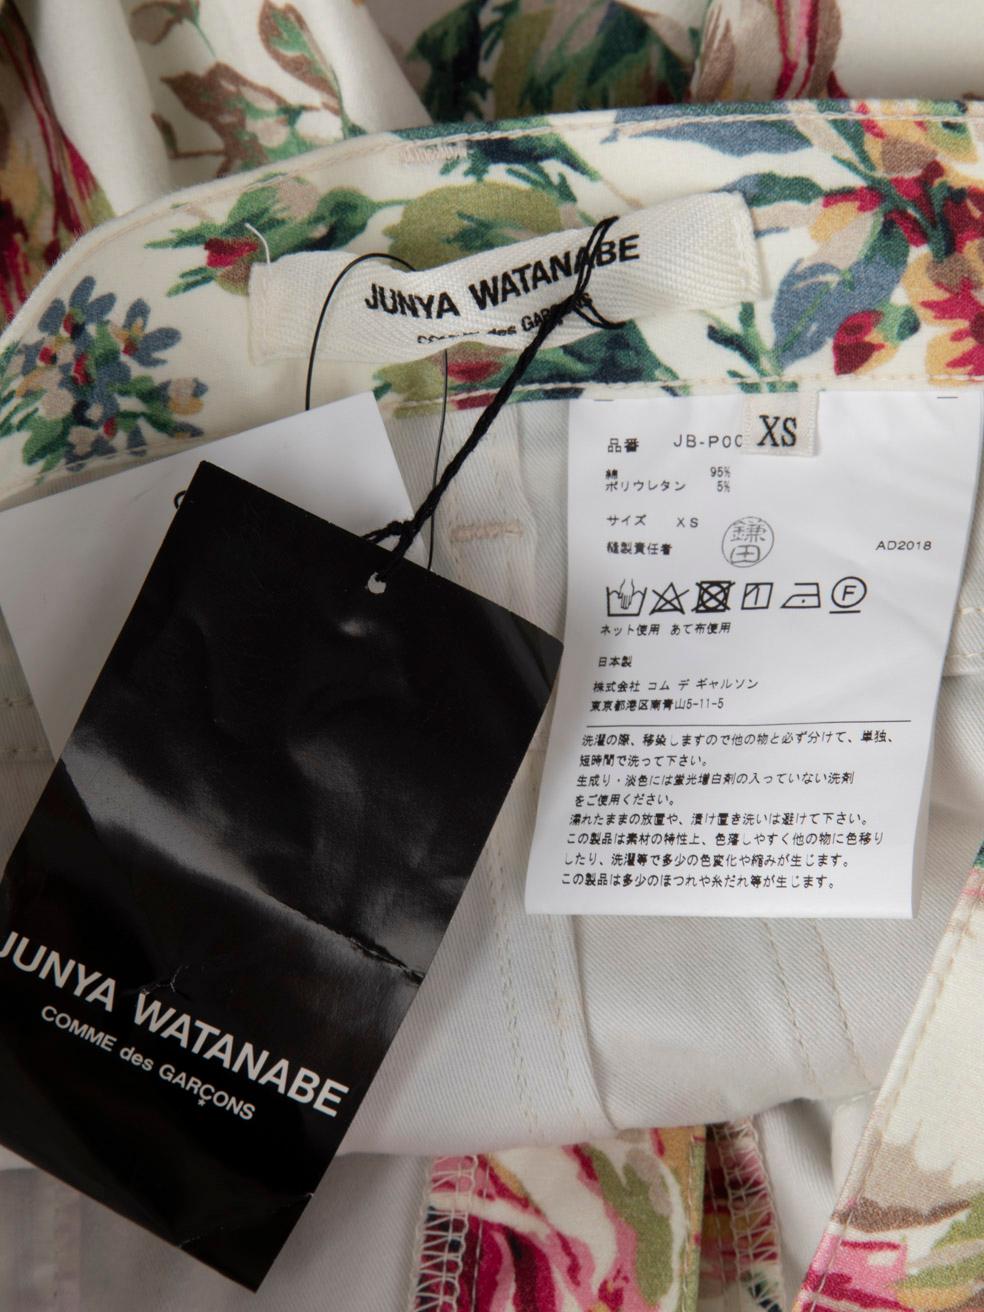 JUNYA WATANABE
COMME des GARÇONS
XS
品番 JB-P00
綿 95%
ポリウレタン 5%
サイズ XS
鎌田
縫製責任者
AD2018
F
ネット使用 あて布使用
日本製
株式会社 コム デ ギャルソン
東京都港区南青山5-11-5
洗濯の際、移染しますので他の物と必ず分けて、単独、
短時間で洗って下さい。
生成り・淡色には蛍光増白剤の入っていない洗剤
をご使用ください。
濡れたままの放置や、漬け置き洗いは避けて下さい。
この製品は素材の特性上、色落しやすく他の物に色移り
したり、洗濯等で多少の色変化や縮みが生じます。
この製品は多少のほつれや糸だれ等が生じます。
JUNYA WATANABE
COMME des GARÇONS